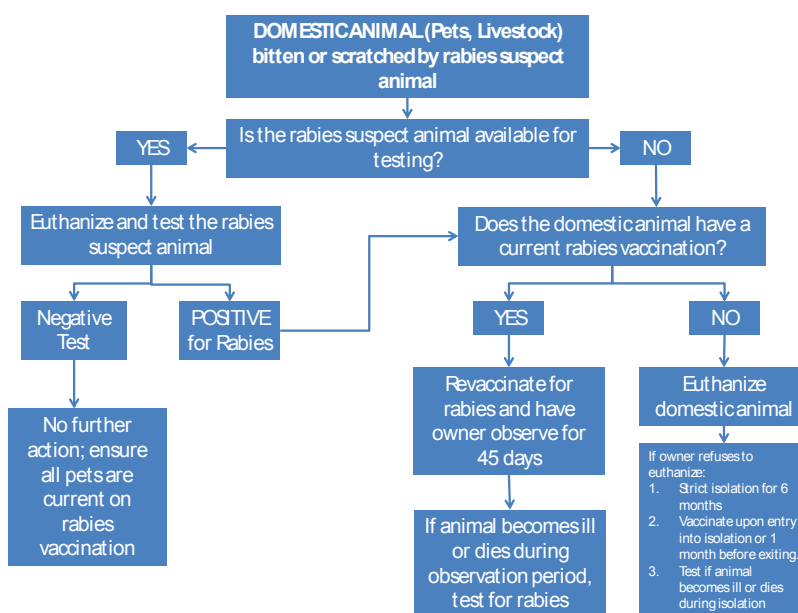 DOMESTIC ANIMAL (Pets, Livestock)
bitten or scratched by rabies suspect
animal
Is the rabies suspect animal available for
testing?
YES
NO
Euthanize and test the rabies
suspect animal
Does the domestic animal have a
current rabies vaccination?
Negative
Test
POSITIVE
for Rabies
YES
NO
No further
action; ensure
all pets are
current on
rabies
vaccination
Revaccinate for
rabies and have
owner observe for
45 days
Euthanize
domestic animal
If animal becomes ill
or dies during
observation period,
test for rabies
If owner refuses to
euthanize:
1. Strict isolation for 6
months
2. Vaccinate upon entry
into isolation or 1
month before exiting.
3. Test if animal
becomes ill or dies
during isolation